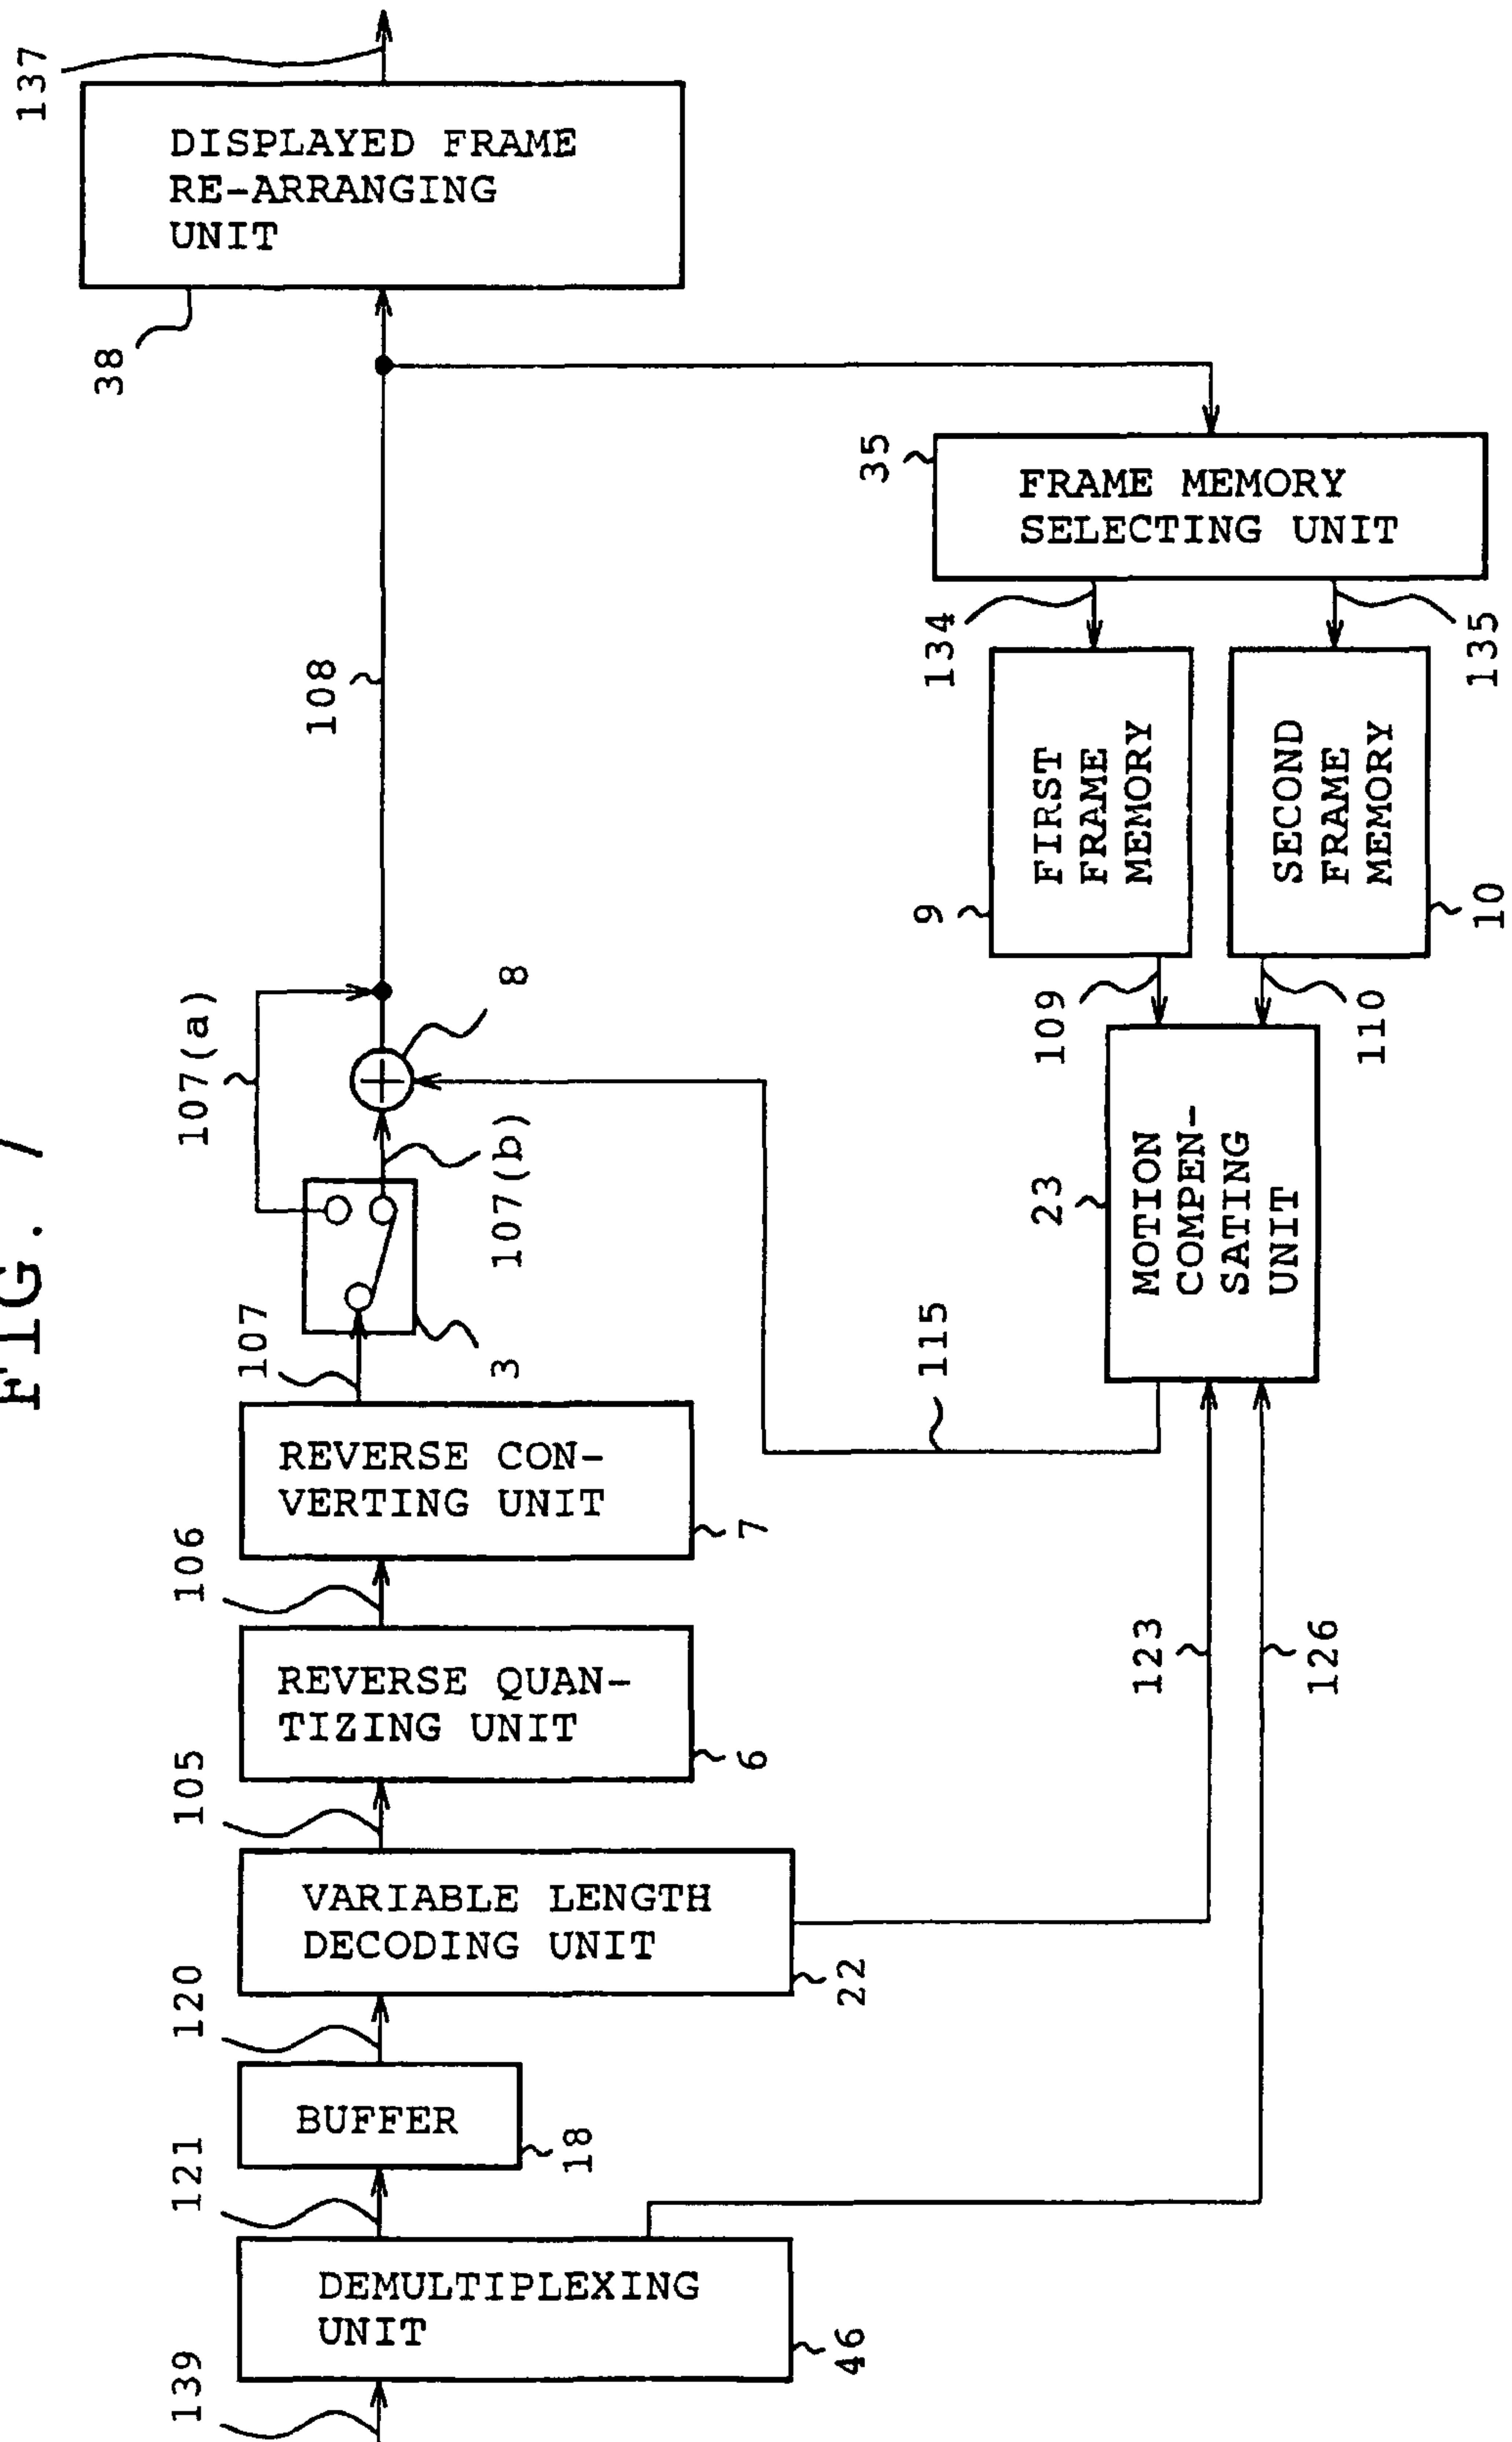 137
DISPLAYED FRAME
RE-ARRANGING
UNIT
38
35
FRAME MEMORY
SELECTING UNIT
134
135
108
FIRST
FRAME
MEMORY
SECOND
FRAME
MEMORY
9
10
107(a)
8
109
110
107(b)
FIG. 7
23
MOTION
COMPEN-
SATING
UNIT
107
3
115
REVERSE CON-
VERTING UNIT
7
106
REVERSE QUAN-
TIZING UNIT
6
123
126
105
VARIABLE LENGTH
DECODING UNIT
22
120
BUFFER
18
121
DEMULTIPLEXING
UNIT
46
139